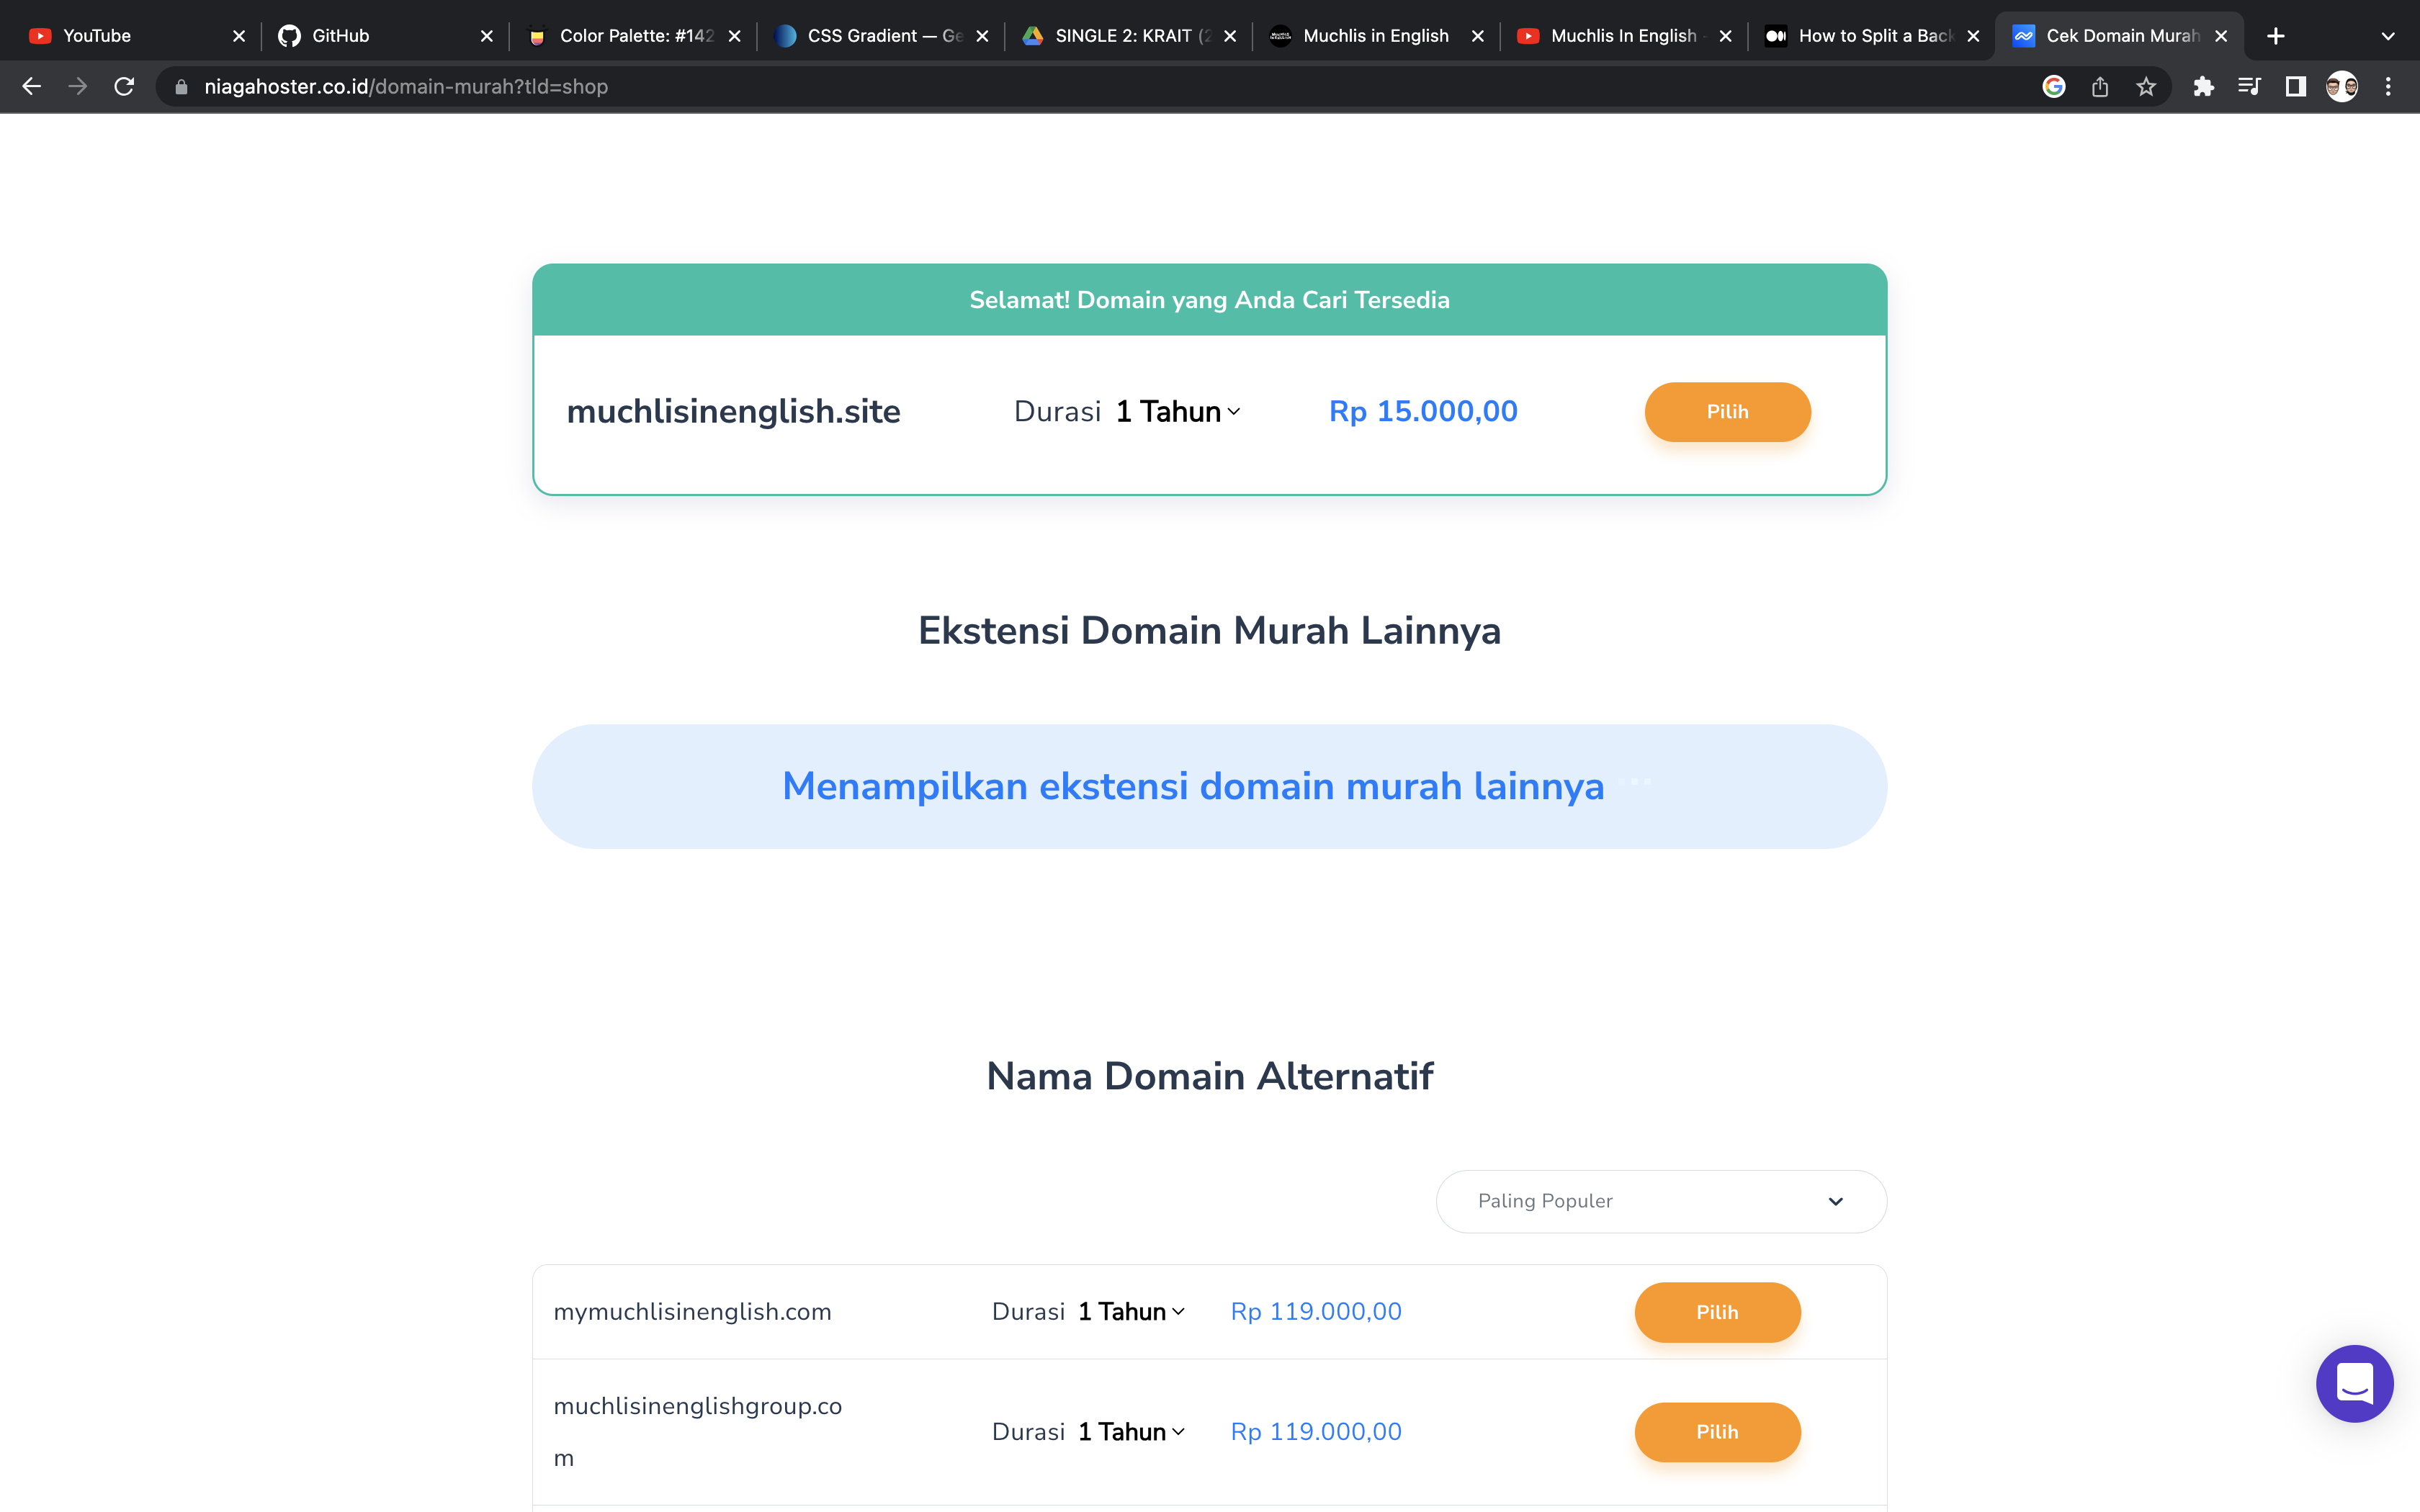 YouTube
GitHub
Color Palette: #142
CSS Gradient — Ge
SINGLE 2: KRAIT (2
Muchlis in English
Muchlis In English -
How to Split a Back
Cek Domain Murah
niagahoster.co.id/domain-murah?tld=shop
Selamat! Domain yang Anda Cari Tersedia
muchlisinenglish.site
Durasi 1 Tahun
Rp 15.000,00
Pilih
Ekstensi Domain Murah Lainnya
Menampilkan ekstensi domain murah lainnya
Nama Domain Alternatif
Paling Populer
mymuchlisinenglish.com
Durasi 1 Tahun
Rp 119.000,00
Pilih
muchlisinenglishgroup.co
m
Durasi 1 Tahun
Rp 119.000,00
Pilih